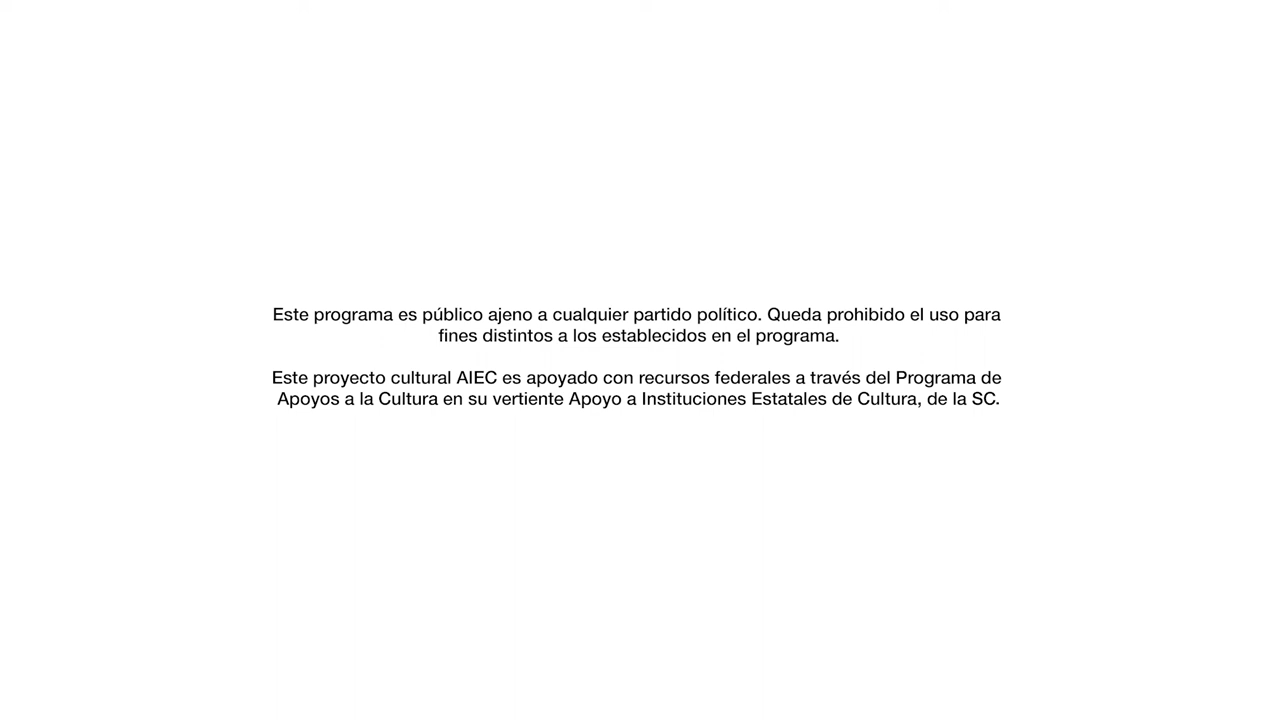 Este programa es público ajeno a cualquier partido político. Queda prohibido el uso para
fines distintos a los establecidos en el programa.
Este proyecto cultural AIEC es apoyado con recursos federales a través del Programa de
Apoyos a la Cultura en su vertiente Apoyo a Instituciones Estatales de Cultura, de la SC.